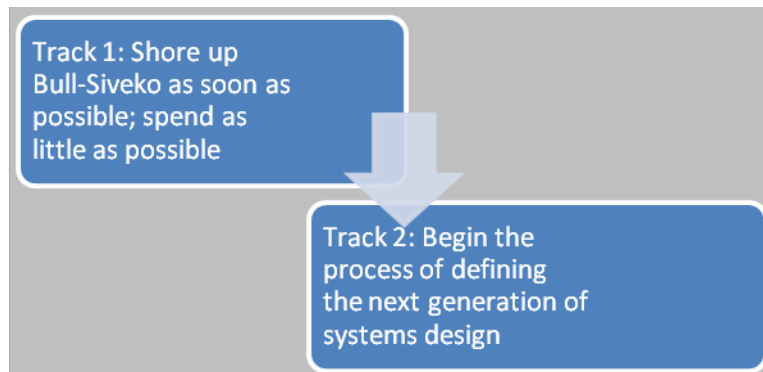 Track 1: Shore up
Bull-Siveko as soon as
possible; spend as
little as possible
Track 2: Begin the
process of defining
the next generation of
systems design